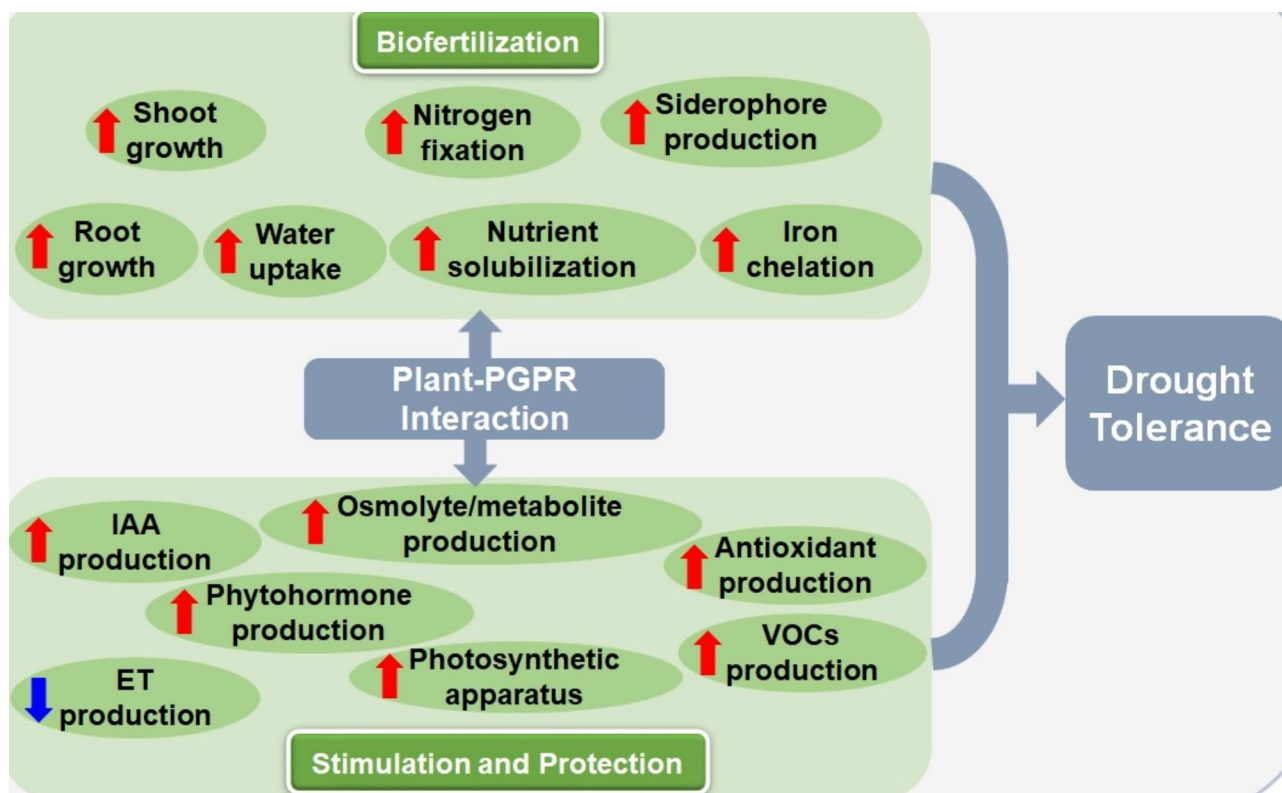 Biofertilization
Shoot
growth
Nitrogen
fixation
Siderophore
production
Root
growth
Water
uptake
Nutrient
solubilization
Iron
chelation
Plant-PGPR
Interaction
Drought
Tolerance
IAA
production
Osmolyte/metabolite
production
Antioxidant
production
Phytohormone
production
VOCs
production
Photosynthetic
apparatus
ET
production
Stimulation and Protection